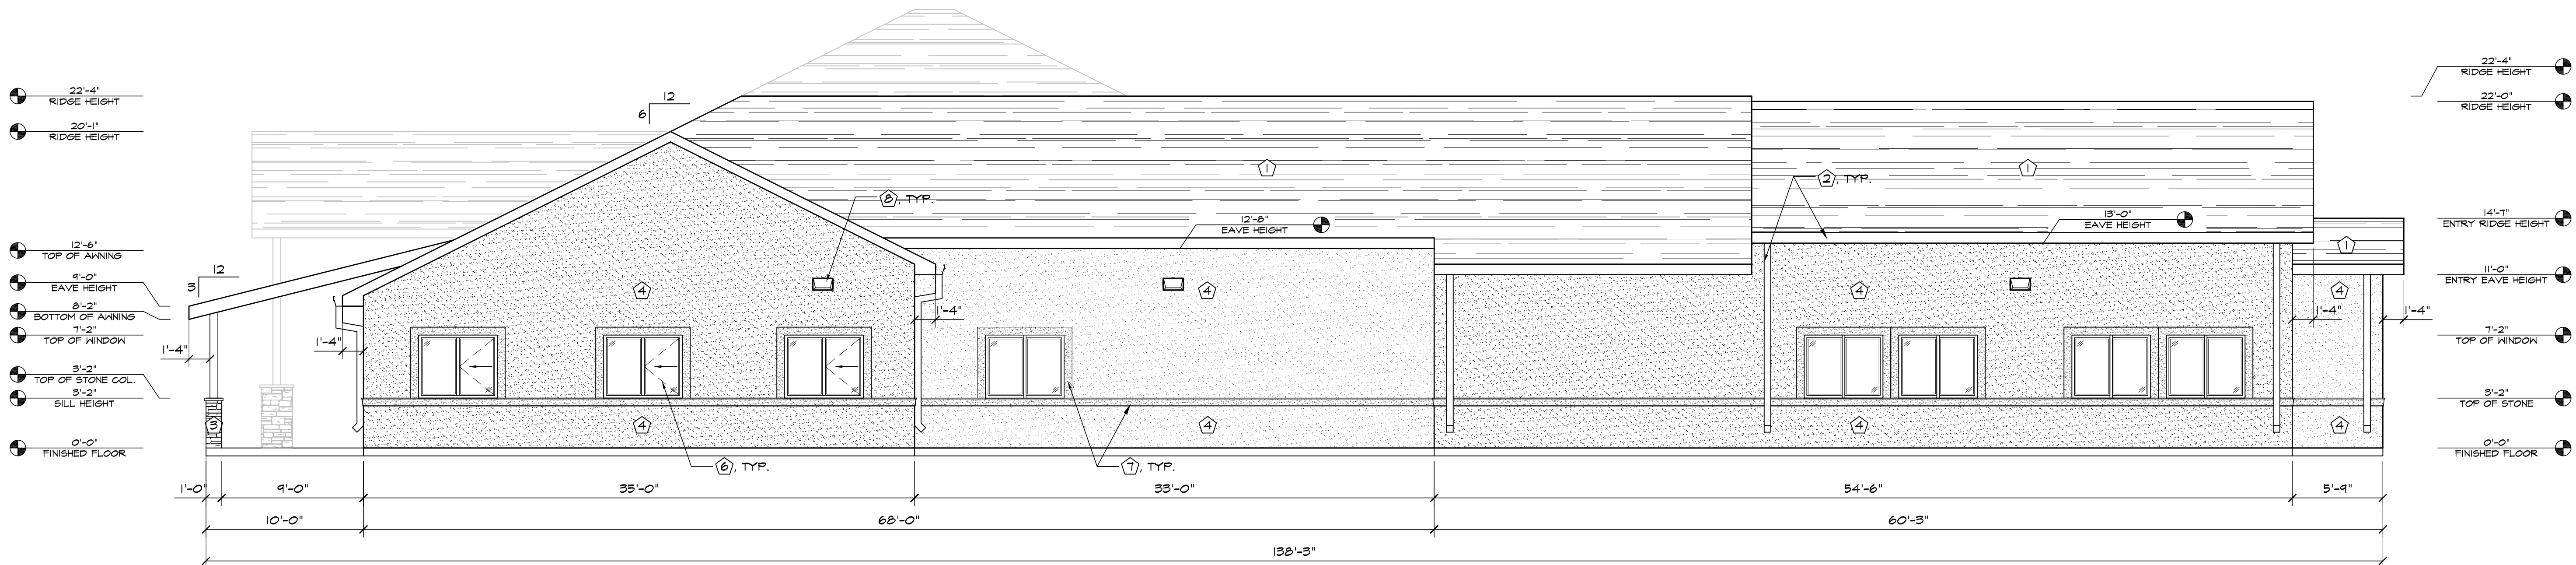 22'-4"
RIDGE HEIGHT
20'-1"
RIDGE HEIGHT
12'-6"
TOP OF AWNING
9'-0"
EAVE HEIGHT
8'-2"
BOTTOM OF AWNING
7'-2"
TOP OF WINDOW
3'-2"
TOP OF STONE COL.
3'-2"
SILL HEIGHT
0'-0"
FINISHED FLOOR
12
3
1'-4"
3
12
6
1'-4"
8, TYP.
4
4
6, TYP.
1'-4"
12'-8"
EAVE HEIGHT
1
4
4
7, TYP.
2, TYP.
1
13'-0"
EAVE HEIGHT
4
4
1'-4"
1
4
4
1'-4"
22'-4"
RIDGE HEIGHT
22'-0"
RIDGE HEIGHT
14'-7"
ENTRY RIDGE HEIGHT
11'-0"
ENTRY EAVE HEIGHT
7'-2"
TOP OF WINDOW
3'-2"
TOP OF STONE
0'-0"
FINISHED FLOOR
1'-0" 9'-0" 35'-0" 33'-0" 54'-6" 5'-9"
10'-0" 68'-0" 60'-3"
138'-3"